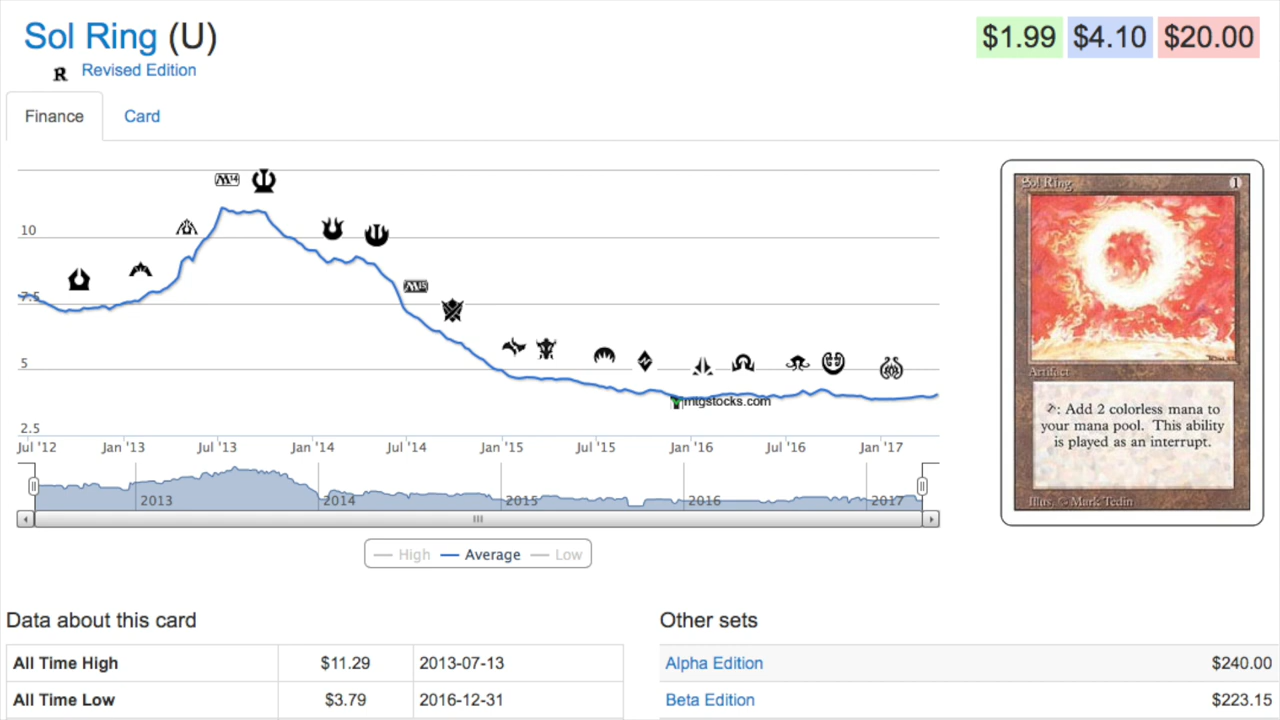 Sol Ring (U)
$1.99 $4.10 $20.00
R Revised Edition
Finance Card
10
7.5
5
2.5
M14
M15
mtgstocks.com
Jul '12 Jan '13 Jul '13 Jan '14 Jul '14 Jan '15 Jul '15 Jan '16 Jul '16 Jan '17
2013 2014 2015 2016 2017
High Average Low
Sol Ring 1
Artifact
: Add 2 colorless mana to
your mana pool. This ability
is played as an interrupt.
Illus. © Mark Tedin
Data about this card
All Time High $11.29 2013-07-13
All Time Low $3.79 2016-12-31
Other sets
Alpha Edition $240.00
Beta Edition $223.15